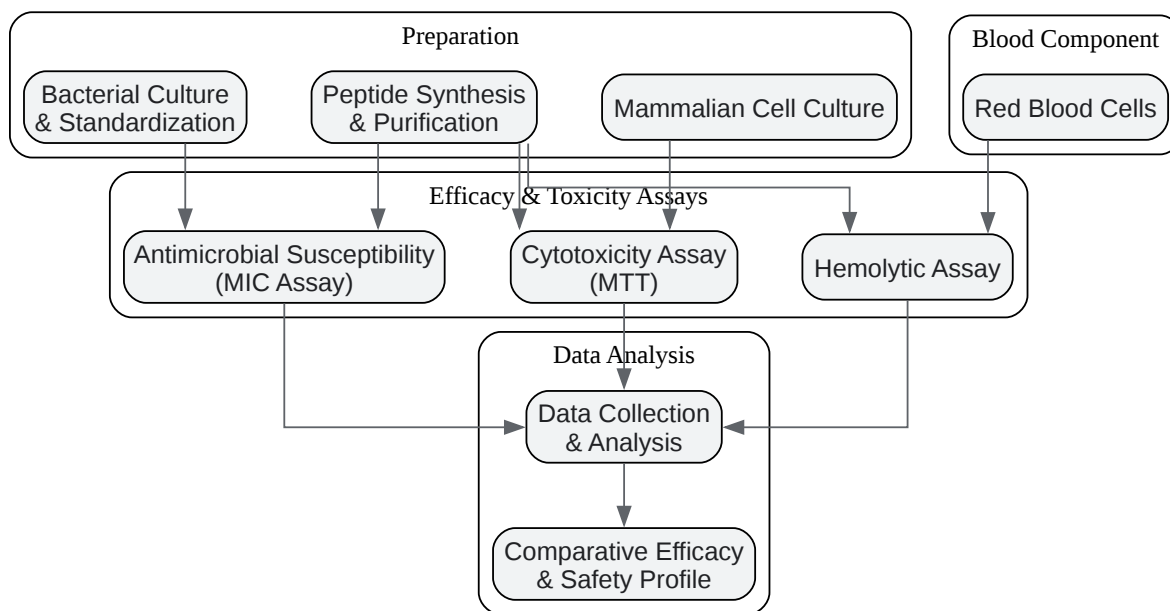 Preparation
Blood Component
Bacterial Culture
& Standardization
Peptide Synthesis
& Purification
Mammalian Cell Culture
Red Blood Cells
Efficacy & Toxicity Assays
Antimicrobial Susceptibility
(MIC Assay)
Cytotoxicity Assay
(MTT)
Hemolytic Assay
Data Analysis
Data Collection
& Analysis
Comparative Efficacy
& Safety Profile